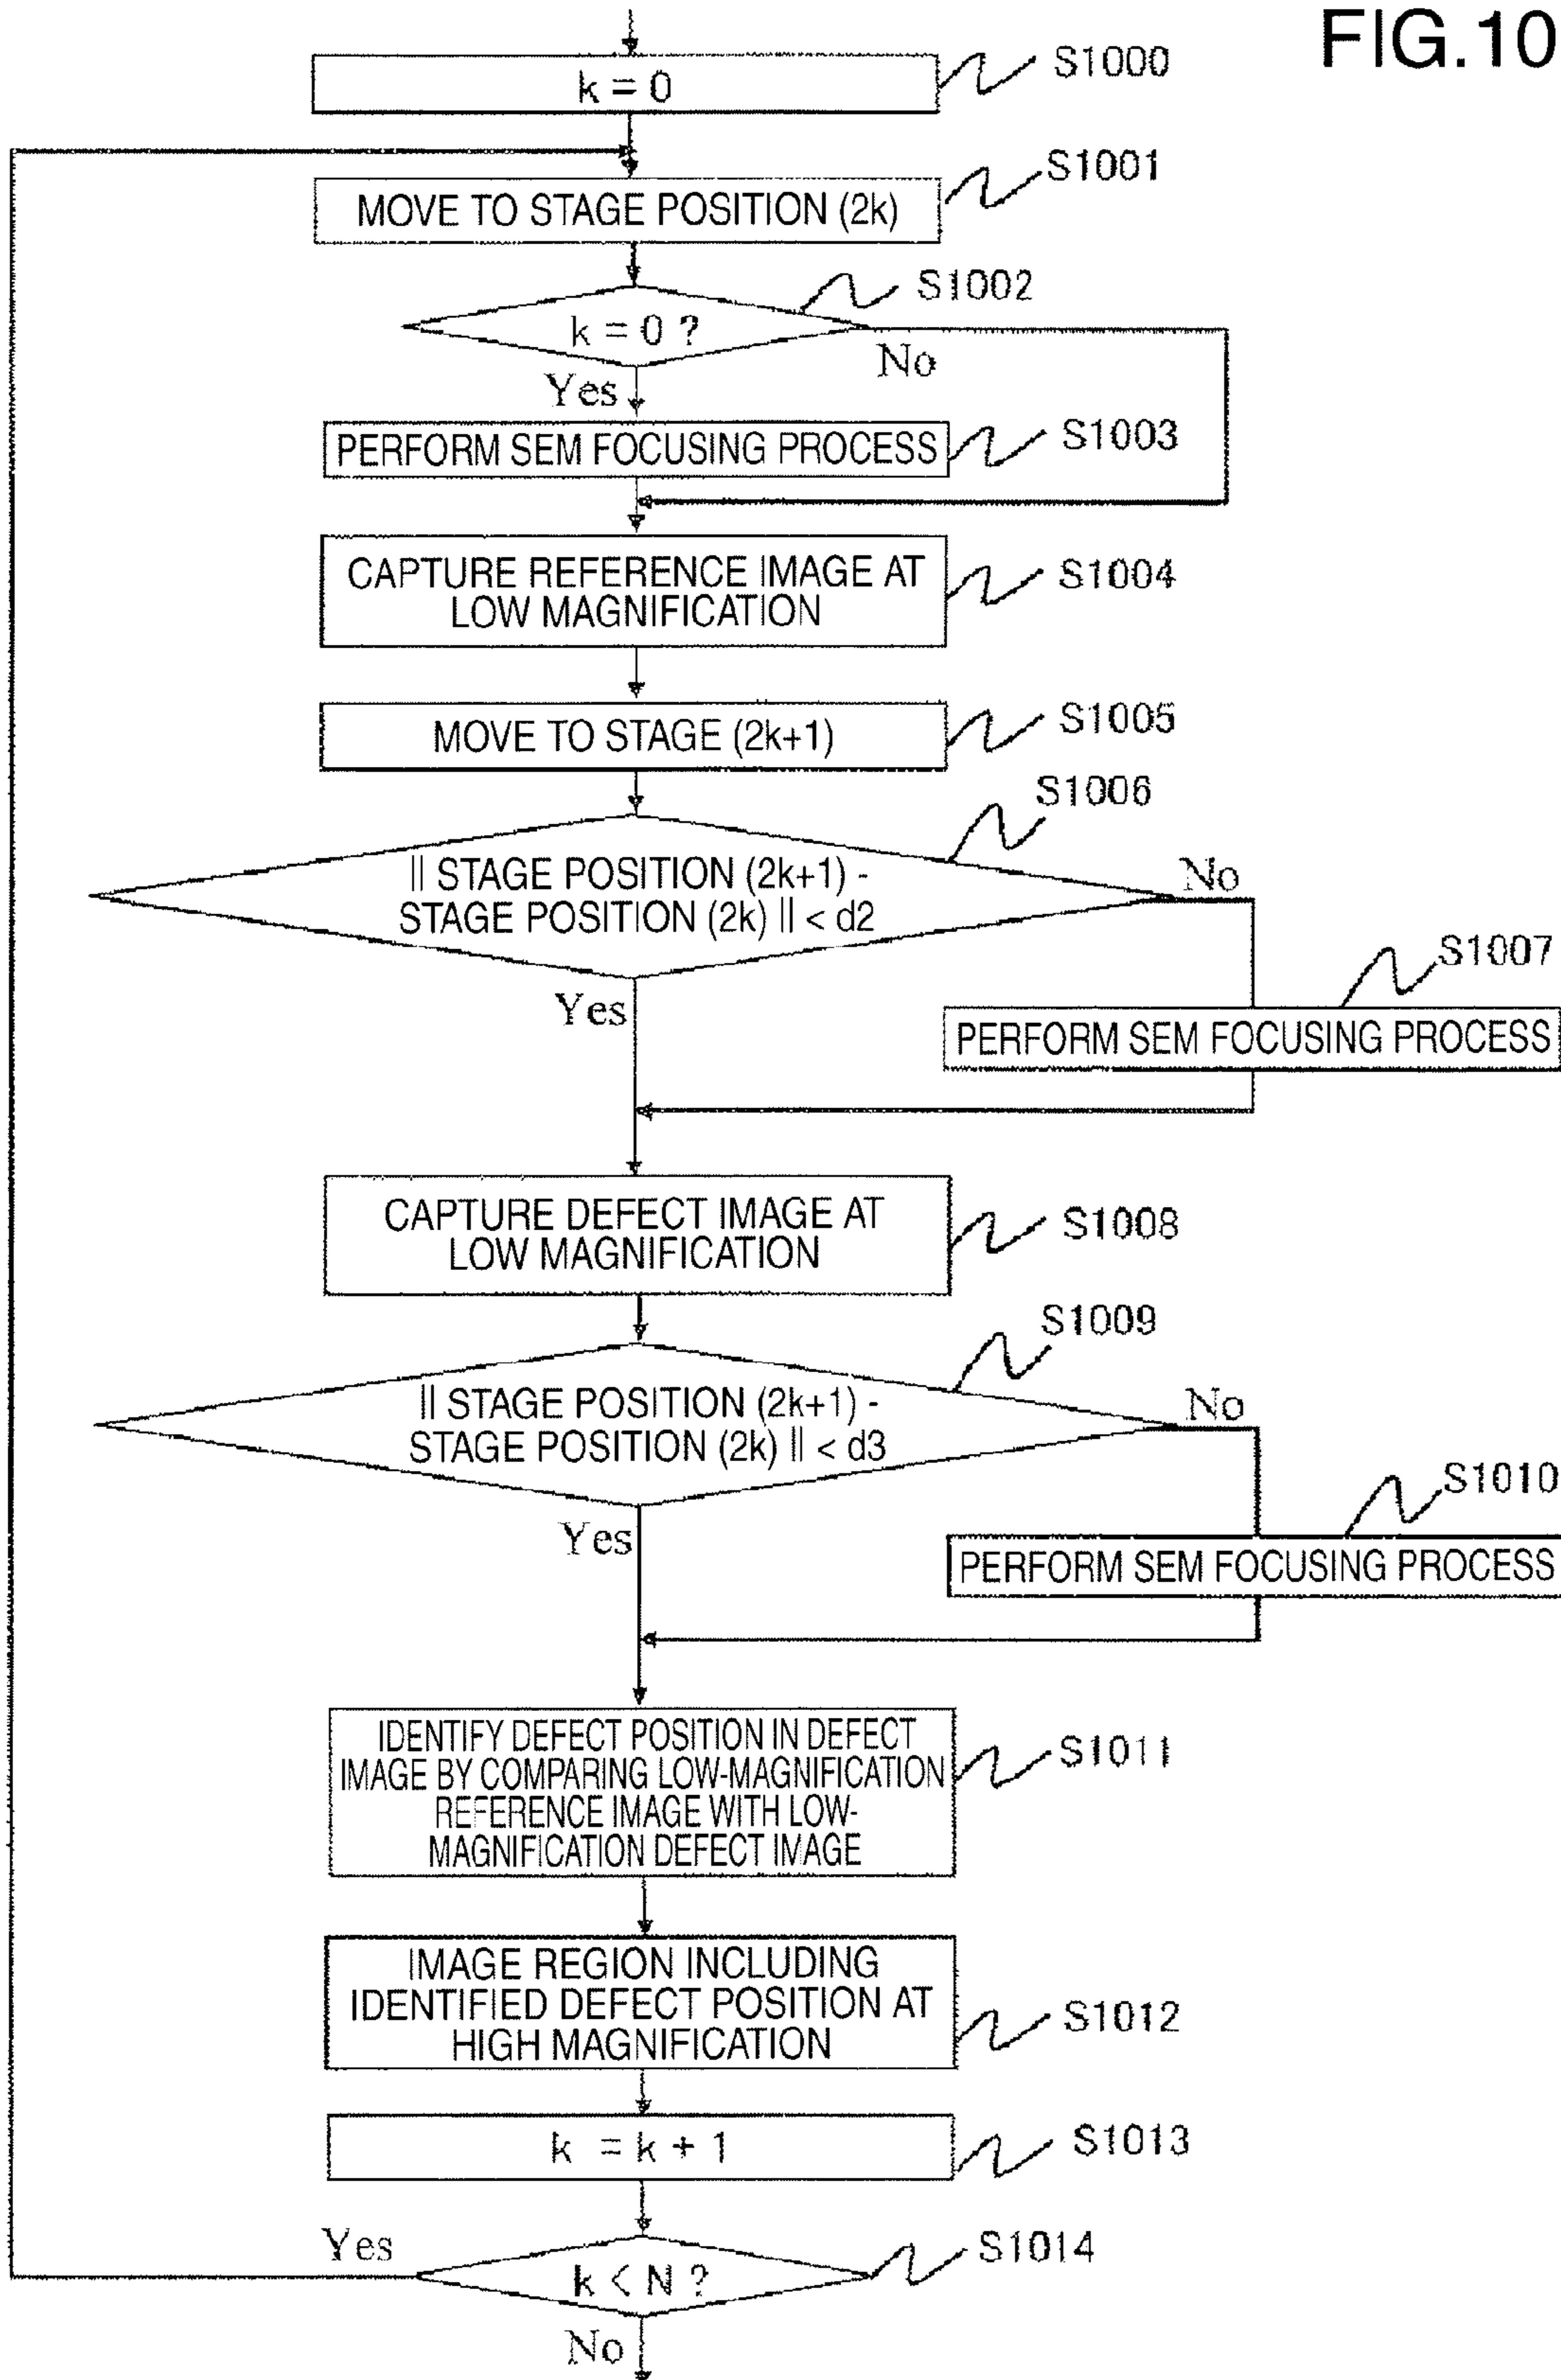 FIG.10
k = 0
S1000
MOVE TO STAGE POSITION (2k)
S1001
k = 0 ?
S1002
No
Yes
PERFORM SEM FOCUSING PROCESS
S1003
CAPTURE REFERENCE IMAGE AT
LOW MAGNIFICATION
S1004
MOVE TO STAGE (2k+1)
S1005
S1006
|| STAGE POSITION (2k+1) -
STAGE POSITION (2k) || < d2
No
Yes
S1007
PERFORM SEM FOCUSING PROCESS
CAPTURE DEFECT IMAGE AT
LOW MAGNIFICATION
S1008
S1009
|| STAGE POSITION (2k+1) -
STAGE POSITION (2k) || < d3
No
Yes
S1010
PERFORM SEM FOCUSING PROCESS
IDENTIFY DEFECT POSITION IN DEFECT
IMAGE BY COMPARING LOW-MAGNIFICATION
REFERENCE IMAGE WITH LOW-
MAGNIFICATION DEFECT IMAGE
S1011
IMAGE REGION INCLUDING
IDENTIFIED DEFECT POSITION AT
HIGH MAGNIFICATION
S1012
k = k + 1
S1013
Yes
k < N ?
S1014
No